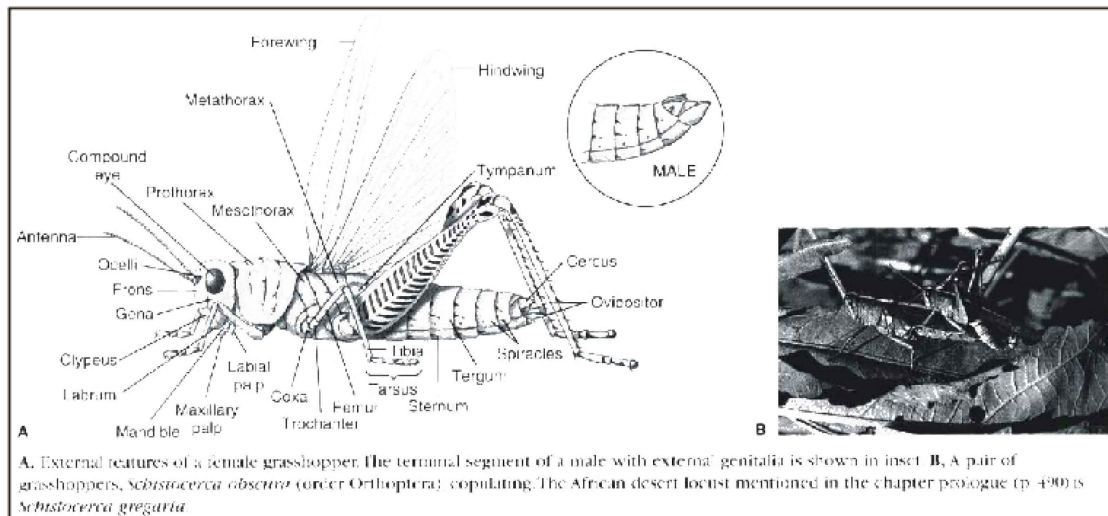 Forewing
Hindwing
Metathorax
Compound
eye
Tympanum
MALE
Prothorax
Mesothorax
Antenna
Ocelli
Frons
Gena
Cercus
Ovipositor
Clypeus
Labrum
Labial
palp
Coxa
Tibia
Tarsus
Spiracles
Tergum
Sternum
Femur
Trochanter
Maxillary
palp
Mandible
A
B
A. External features of a female grasshopper. The terminal segment of a male with external genitalia is shown in inset. B, A pair of
grasshoppers, Schistocerca obscura (order Orthoptera) copulating. The African desert locust mentioned in the chapter prologue (p. 490) is
Schistocerca gregaria.